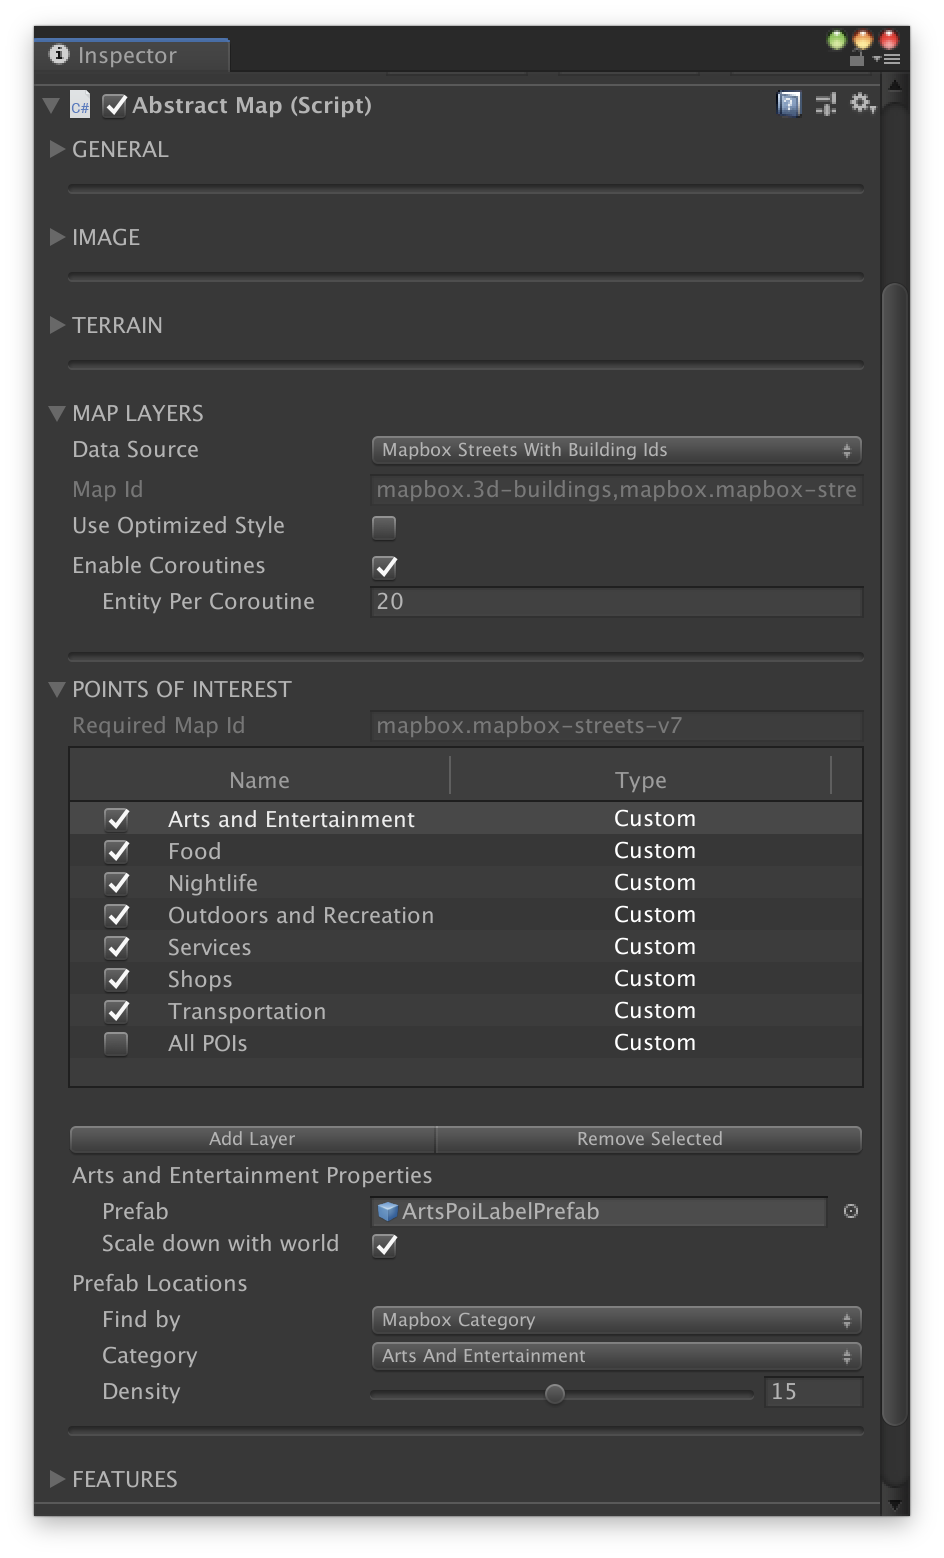 Inspector
C# Abstract Map (Script) ?
GENERAL
IMAGE
TERRAIN
MAP LAYERS
Data Source Mapbox Streets With Building Ids
Map Id mapbox.3d-buildings,mapbox.mapbox-stre
Use Optimized Style
Enable Coroutines
Entity Per Coroutine 20
POINTS OF INTEREST
Required Map Id mapbox.mapbox-streets-v7
Name Type
Arts and Entertainment Custom
Food Custom
Nightlife Custom
Outdoors and Recreation Custom
Services Custom
Shops Custom
Transportation Custom
All POIs Custom
Add Layer Remove Selected
Arts and Entertainment Properties
Prefab ArtsPoiLabelPrefab
Scale down with world
Prefab Locations
Find by Mapbox Category
Category Arts And Entertainment
Density 15
FEATURES